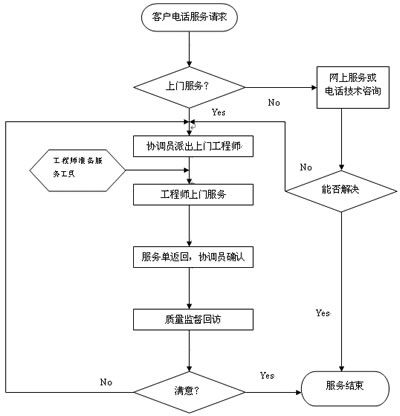 客户电话服务请求
上门服务?
网上服务或
电话技术咨询
Yes
No
协调员派出上门工程师
工程师准备服
务工具
No
能否解决
工程师上门服务
服务单返回，协调员确认
质量监督回访
Yes
No
满意?
Yes
服务结束